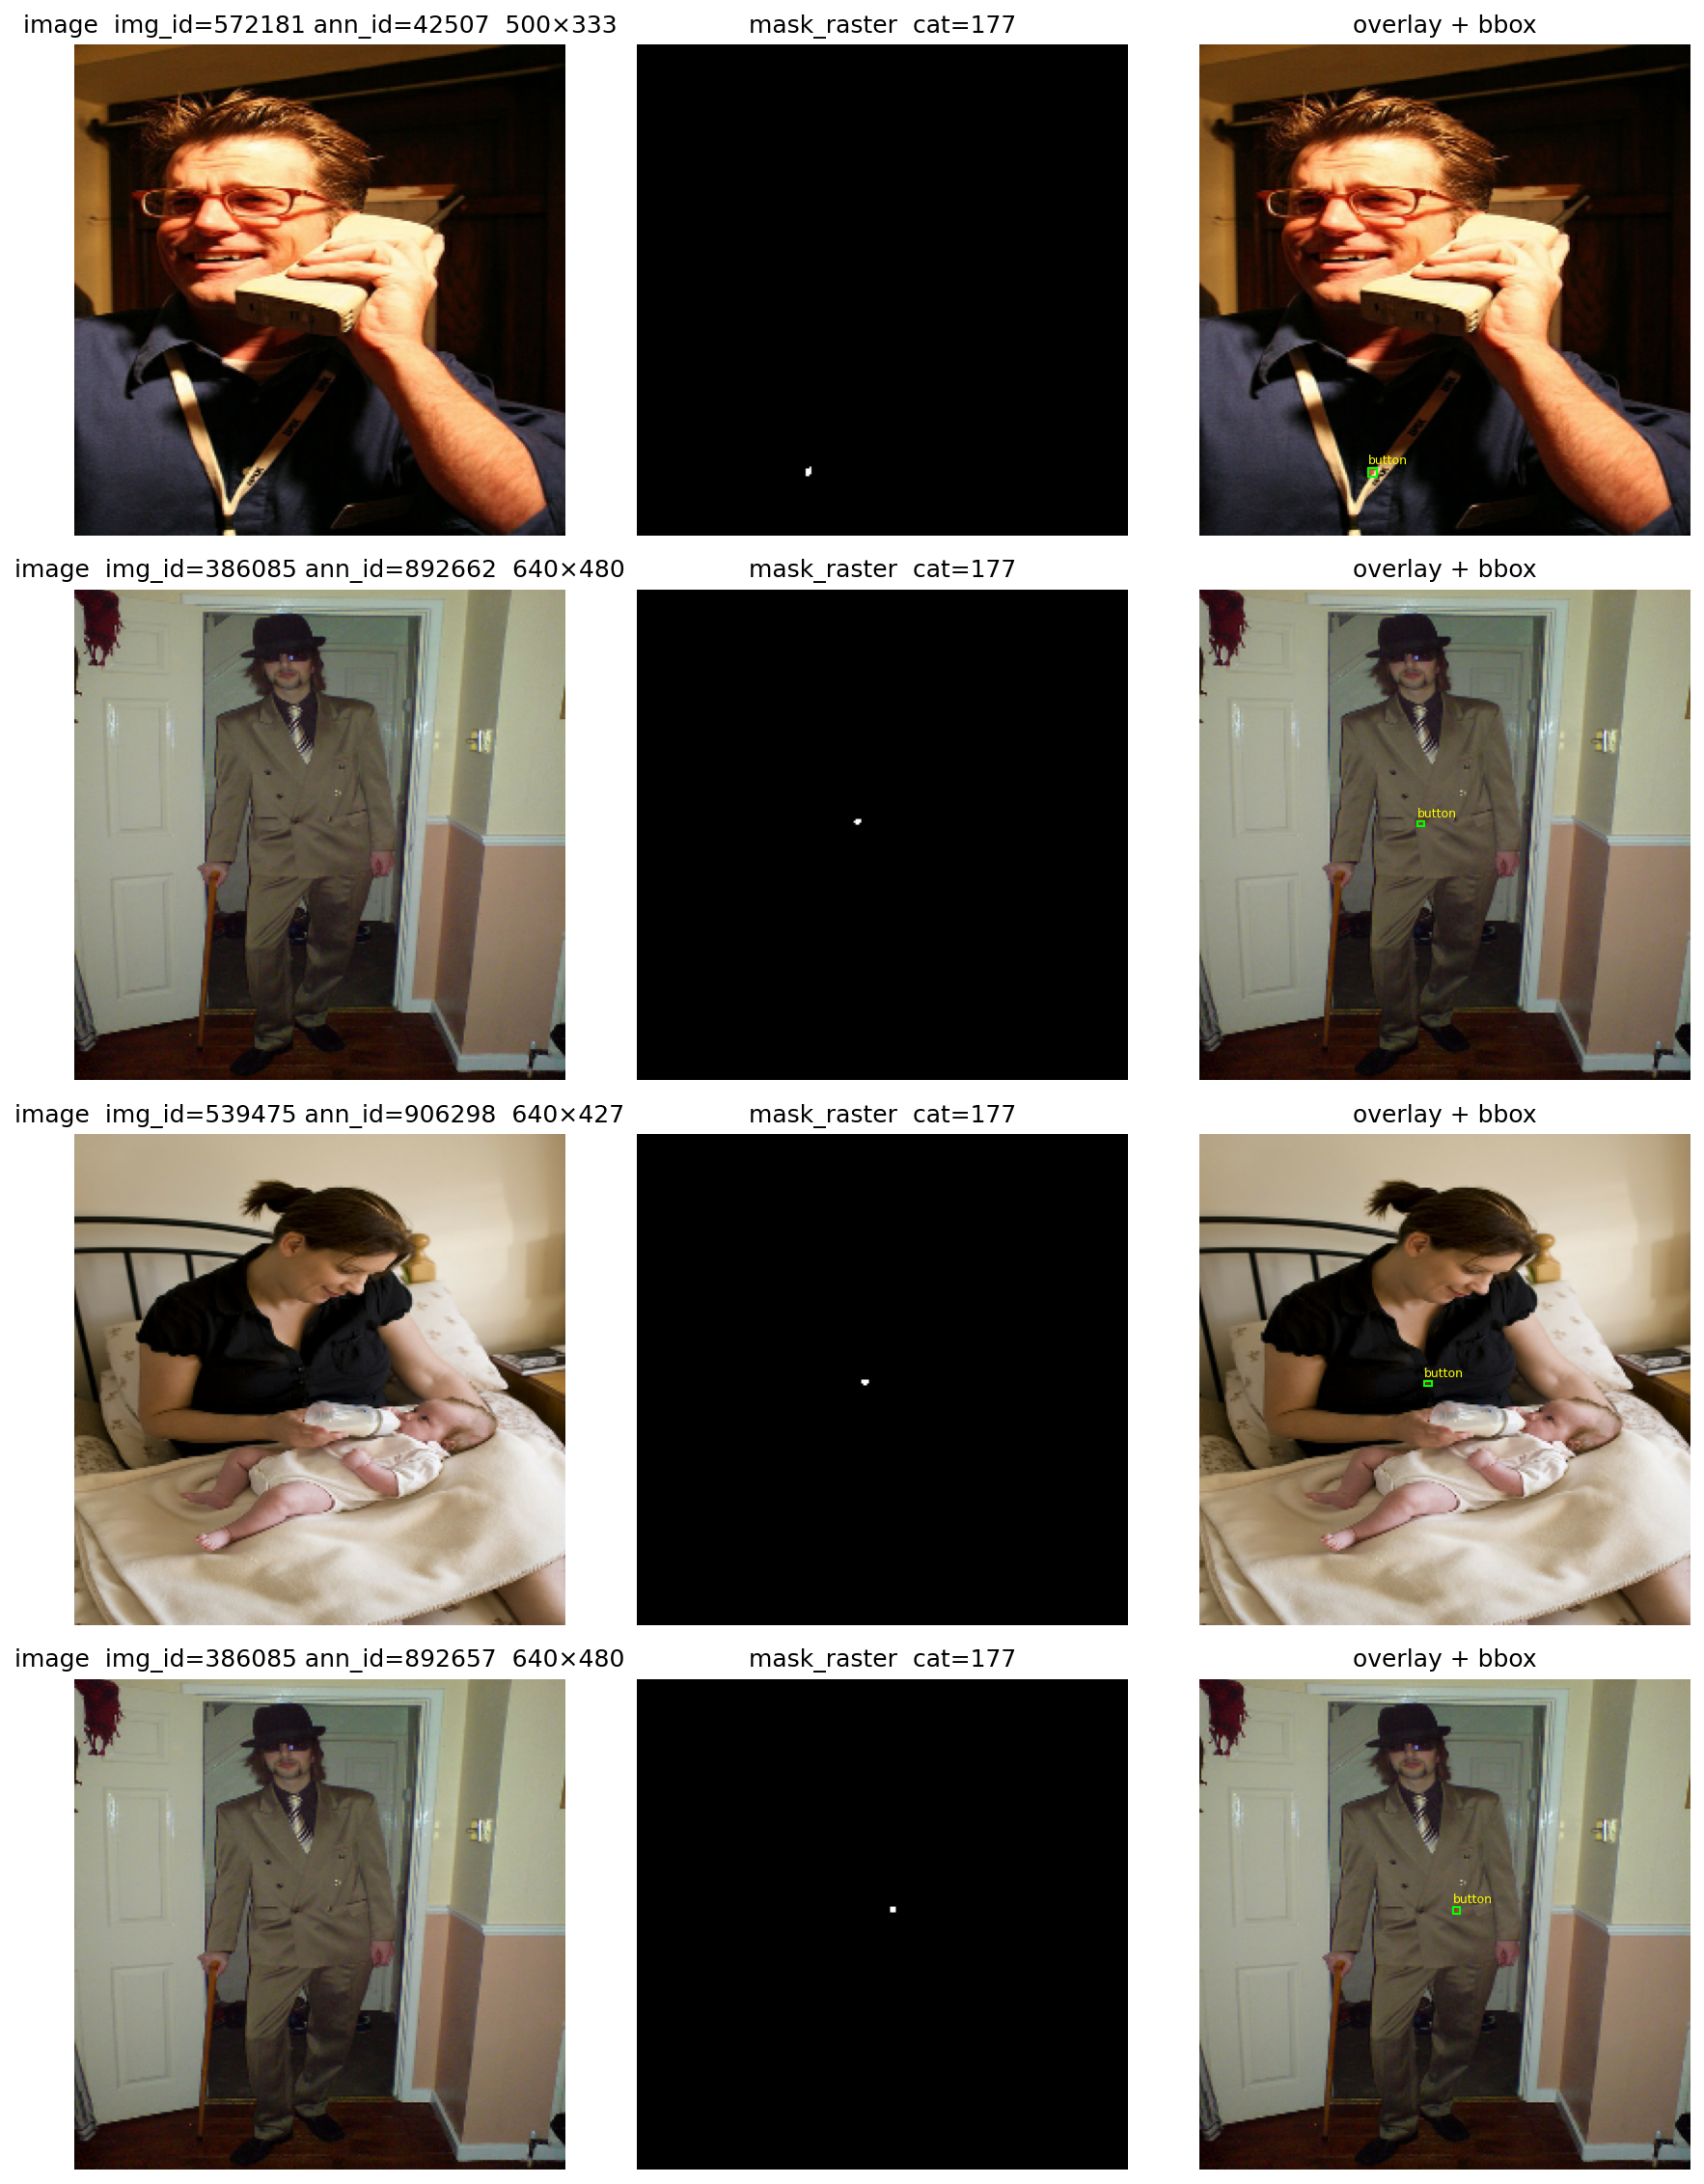 image  img_id=572181 ann_id=42507  500×333
mask_raster  cat=177
overlay + bbox
button
image  img_id=386085 ann_id=892662  640×480
mask_raster  cat=177
overlay + bbox
button
image  img_id=539475 ann_id=906298  640×427
mask_raster  cat=177
overlay + bbox
button
image  img_id=386085 ann_id=892657  640×480
mask_raster  cat=177
overlay + bbox
button